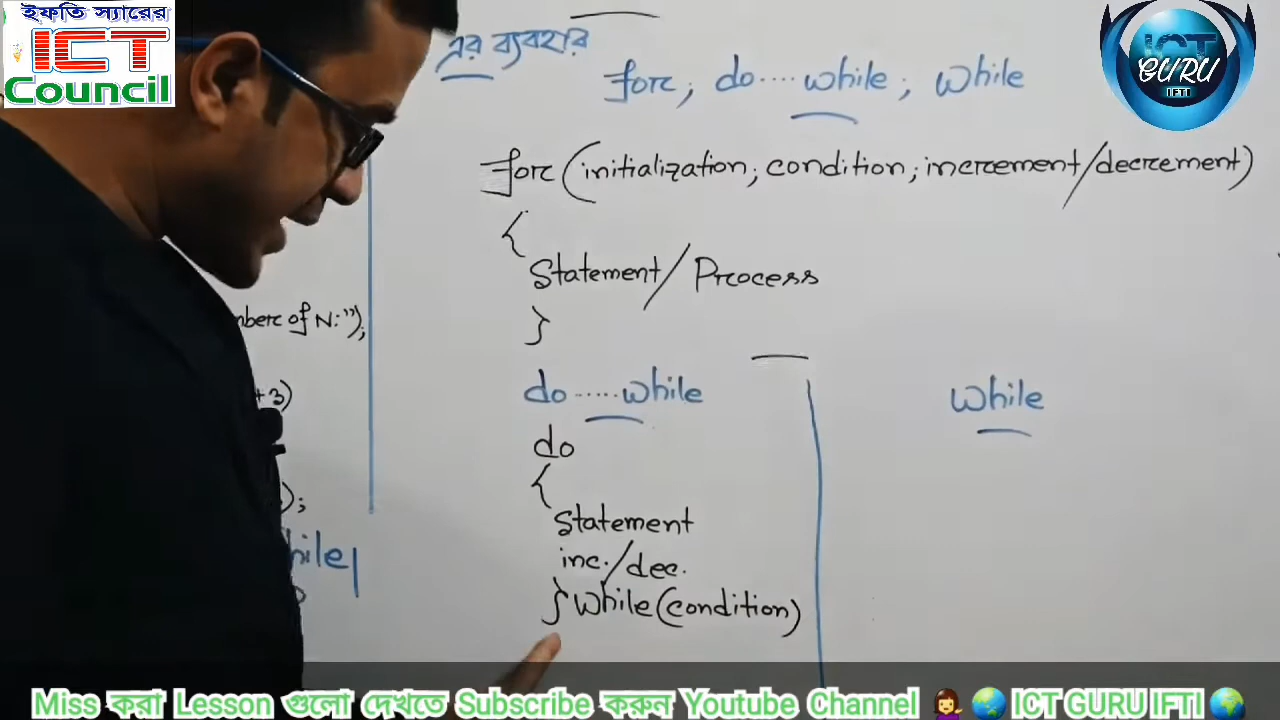 ইফতি স্যারের
ICT
Council
ICT
GURU
IFTI
এর ব্যবহার
for; do....while; while
for(initialization; condition; increment/decrement)
{
Statement/Process
}
of N:");
+3)
);
do.....while
do
{
Statement
inc./dec.
} while(condition)
while
Miss করা Lesson গুলো দেখতে Subscribe করুন Youtube Channel ICT GURU IFTI